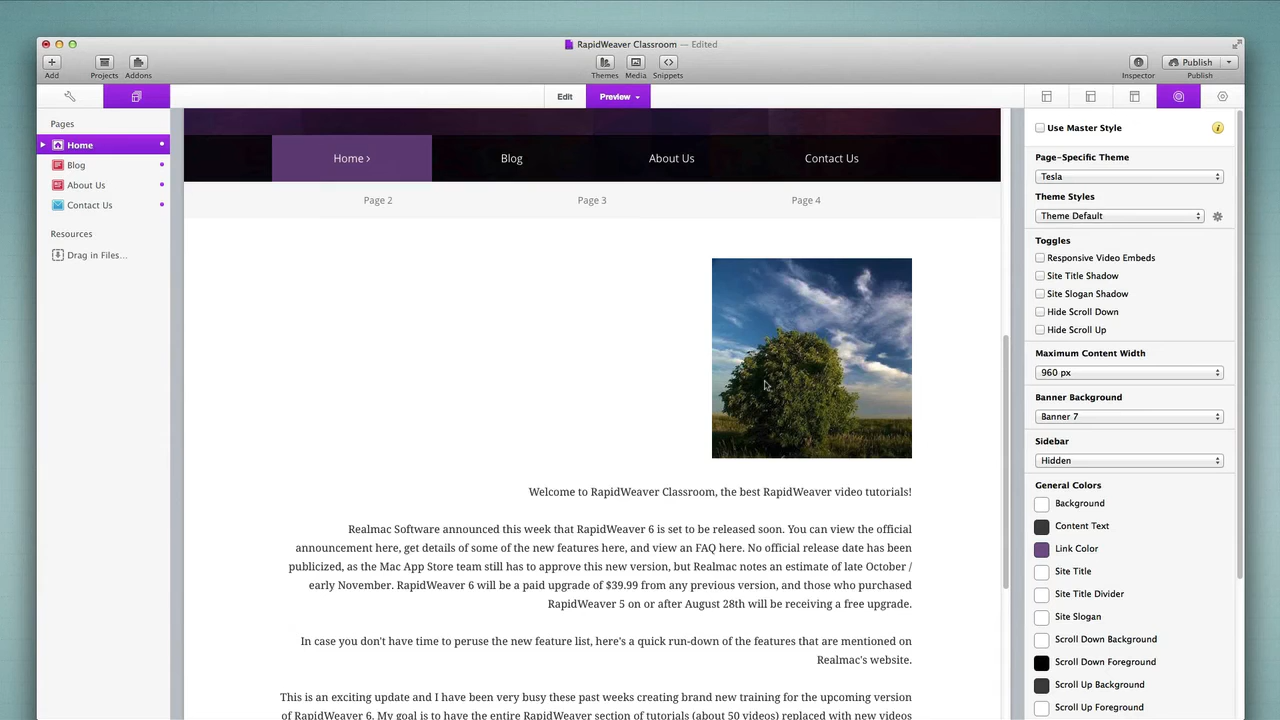 RapidWeaver Classroom — Edited
Add
Projects
Addons
Themes
Media
Snippets
Inspector
Publish
Publish
Edit
Preview
Pages
Home
Blog
About Us
Contact Us
Resources
Drag in Files...
Home ›
Blog
About Us
Contact Us
Page 2
Page 3
Page 4
Welcome to RapidWeaver Classroom, the best RapidWeaver video tutorials!
Realmac Software announced this week that RapidWeaver 6 is set to be released soon. You can view the official
announcement here, get details of some of the new features here, and view an FAQ here. No official release date has been
publicized, as the Mac App Store team still has to approve this new version, but Realmac notes an estimate of late October /
early November. RapidWeaver 6 will be a paid upgrade of $39.99 from any previous version, and those who purchased
RapidWeaver 5 on or after August 28th will be receiving a free upgrade.
In case you don't have time to peruse the new feature list, here's a quick run-down of the features that are mentioned on
Realmac's website.
This is an exciting update and I have been very busy these past weeks creating brand new training for the upcoming version
of RapidWeaver 6. My goal is to have the entire RapidWeaver section of tutorials (about 50 videos) replaced with new videos
Use Master Style
Page-Specific Theme
Tesla
Theme Styles
Theme Default
Toggles
Responsive Video Embeds
Site Title Shadow
Site Slogan Shadow
Hide Scroll Down
Hide Scroll Up
Maximum Content Width
960 px
Banner Background
Banner 7
Sidebar
Hidden
General Colors
Background
Content Text
Link Color
Site Title
Site Title Divider
Site Slogan
Scroll Down Background
Scroll Down Foreground
Scroll Up Background
Scroll Up Foreground